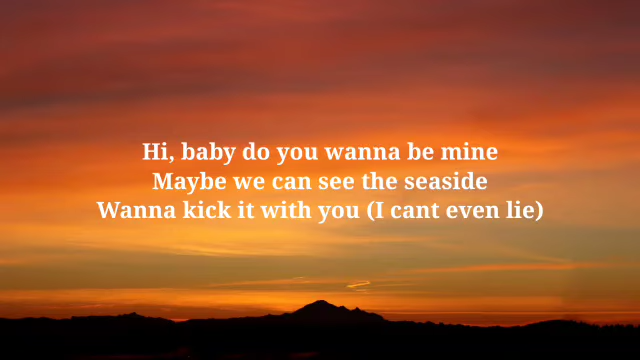 Hi, baby do you wanna be mine
Maybe we can see the seaside
Wanna kick it with you (I cant even lie)